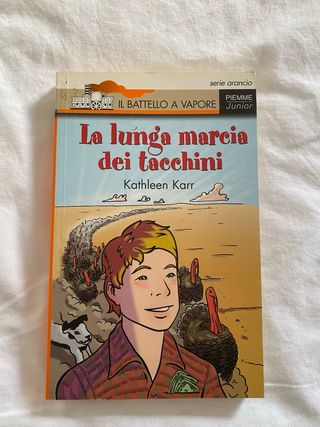 serie arancio
IL BATTELLO A VAPORE
PIEMME
Junior
La lunga marcia
dei tacchini
Kathleen Karr